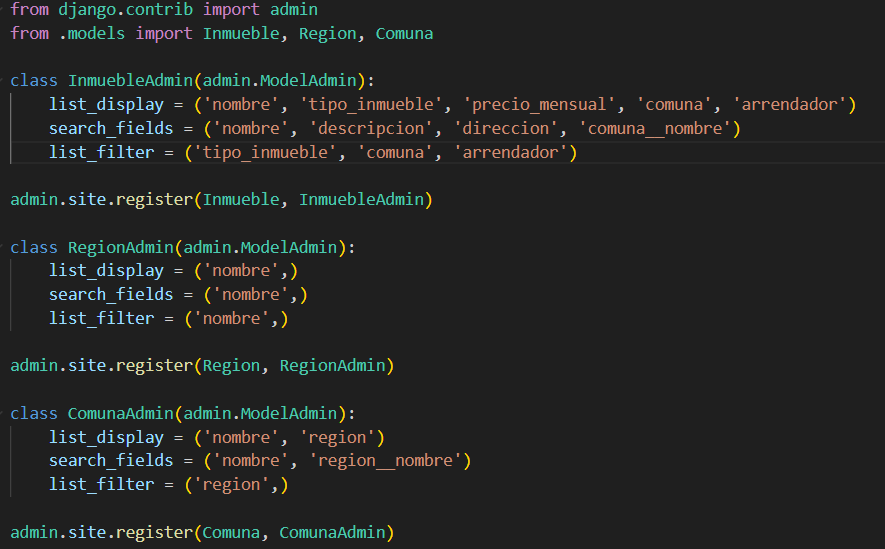 from django.contrib import admin
from .models import Inmueble, Region, Comuna
class InmuebleAdmin(admin.ModelAdmin):
    list_display = ('nombre', 'tipo_inmueble', 'precio_mensual', 'comuna', 'arrendador')
    search_fields = ('nombre', 'descripcion', 'direccion', 'comuna__nombre')
    list_filter = ('tipo_inmueble', 'comuna', 'arrendador')
admin.site.register(Inmueble, InmuebleAdmin)
class RegionAdmin(admin.ModelAdmin):
    list_display = ('nombre',)
    search_fields = ('nombre',)
    list_filter = ('nombre',)
admin.site.register(Region, RegionAdmin)
class ComunaAdmin(admin.ModelAdmin):
    list_display = ('nombre', 'region')
    search_fields = ('nombre', 'region__nombre')
    list_filter = ('region',)
admin.site.register(Comuna, ComunaAdmin)